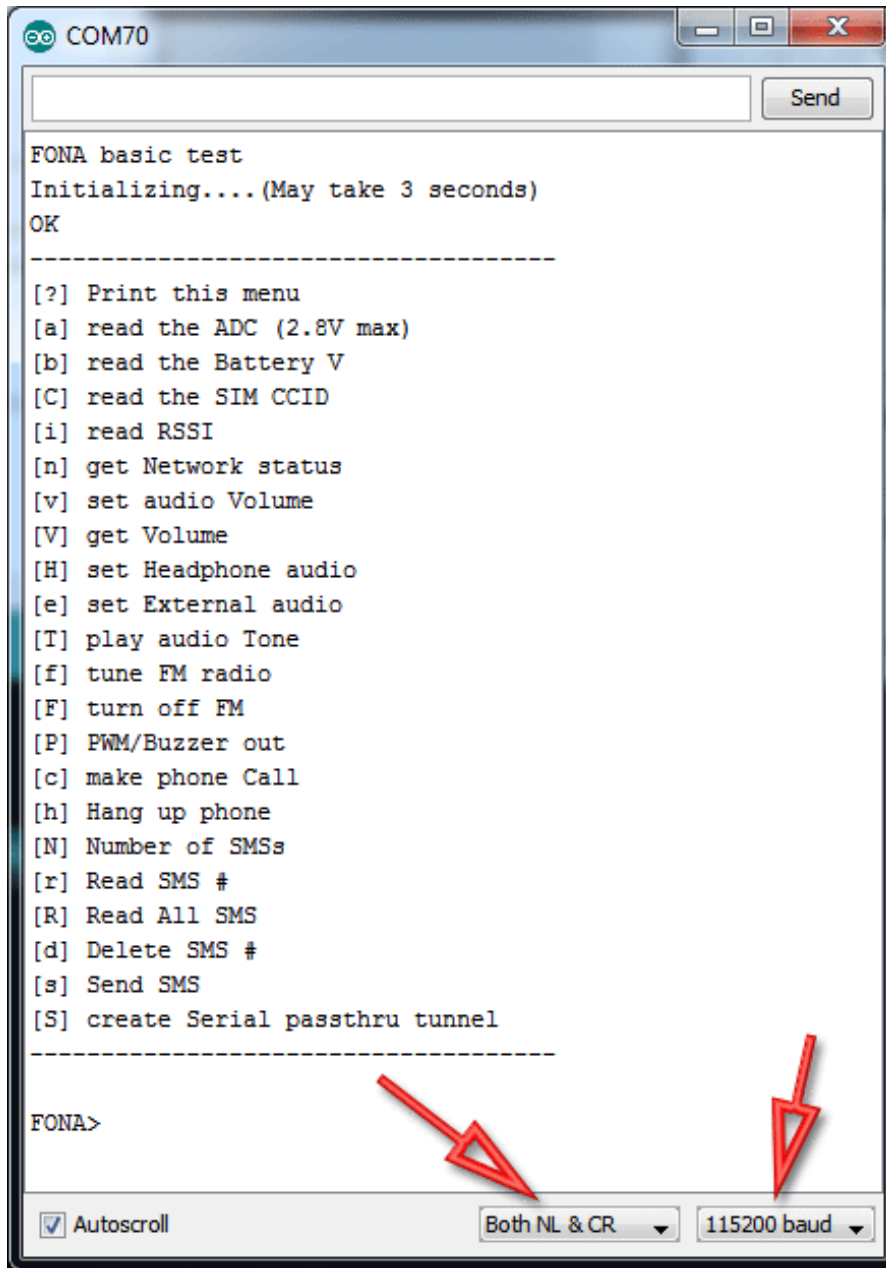 COM70
Send
FONA basic test
Initializing....(May take 3 seconds)
OK
-------------------------------------
[?] Print this menu
[a] read the ADC (2.8V max)
[b] read the Battery V
[C] read the SIM CCID
[i] read RSSI
[n] get Network status
[v] set audio Volume
[V] get Volume
[H] set Headphone audio
[e] set External audio
[T] play audio Tone
[f] tune FM radio
[F] turn off FM
[P] PWM/Buzzer out
[c] make phone Call
[h] Hang up phone
[N] Number of SMSs
[r] Read SMS #
[R] Read All SMS
[d] Delete SMS #
[s] Send SMS
[S] create Serial passthru tunnel
-------------------------------------
FONA>
Autoscroll Both NL & CR 115200 baud